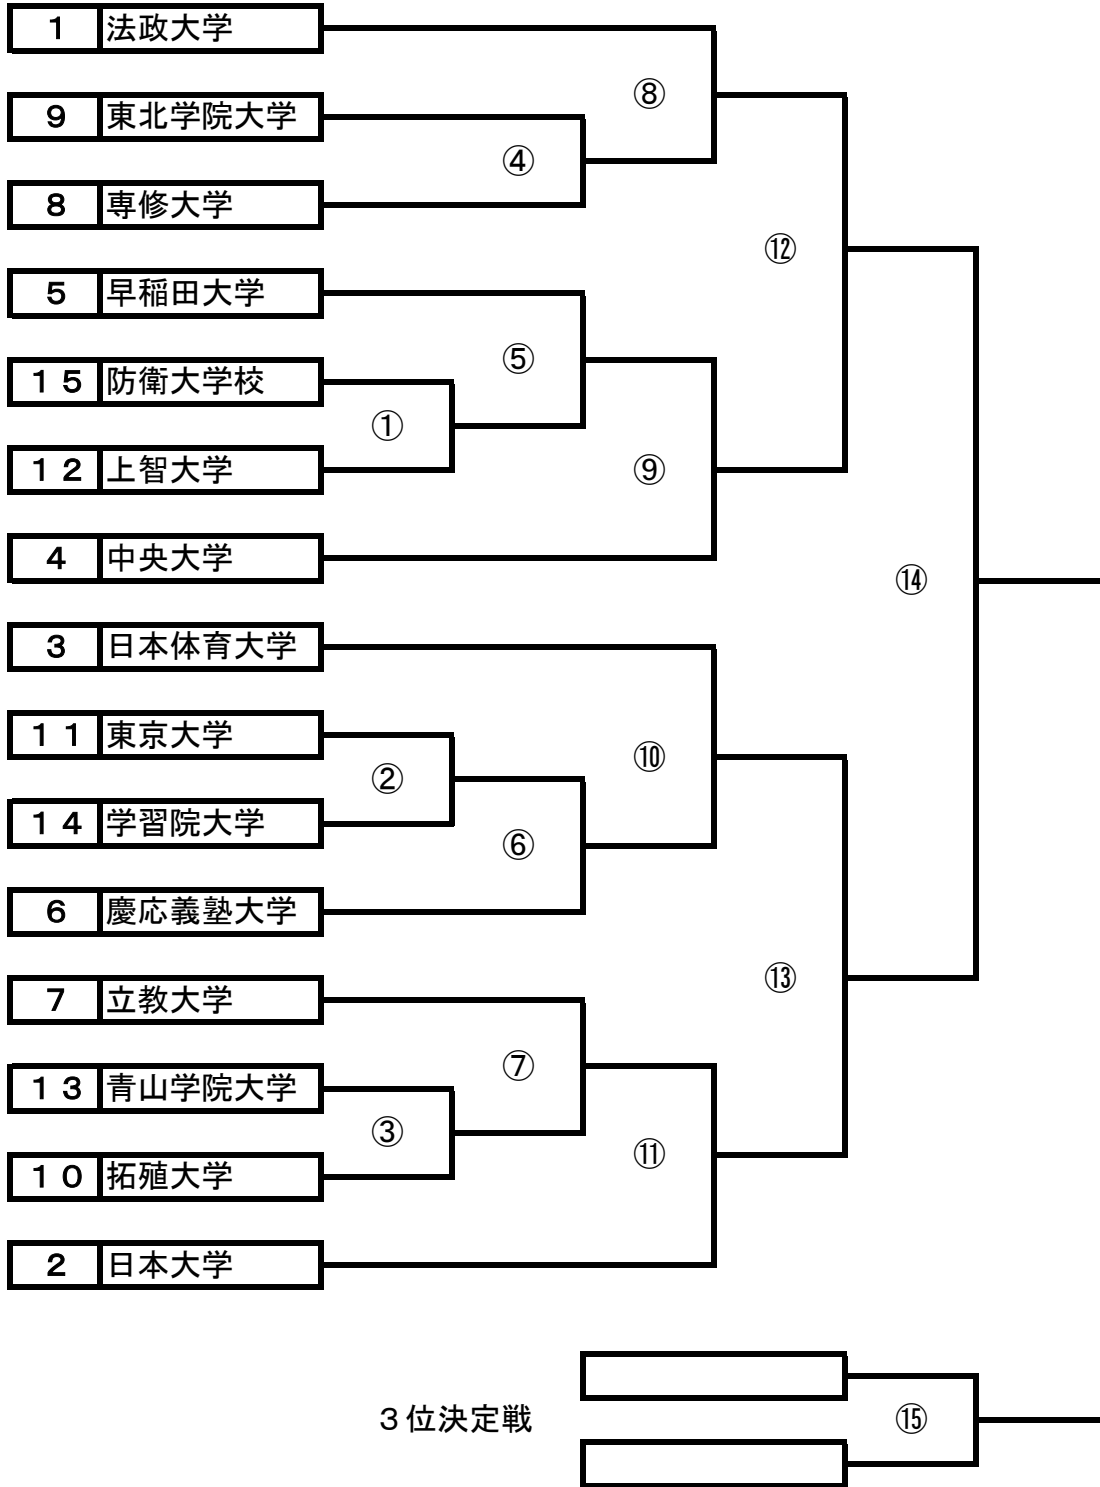 １ 法政大学
⑧
９ 東北学院大学
④
８ 専修大学
⑫
５ 早稲田大学
⑤
１５ 防衛大学校
①
１２ 上智大学
⑨
４ 中央大学
⑭
３ 日本体育大学
１１ 東京大学
⑩
②
１４ 学習院大学
⑥
６ 慶応義塾大学
⑬
７ 立教大学
⑦
１３ 青山学院大学
③
⑪
１０ 拓殖大学
２ 日本大学
３位決定戦
⑮